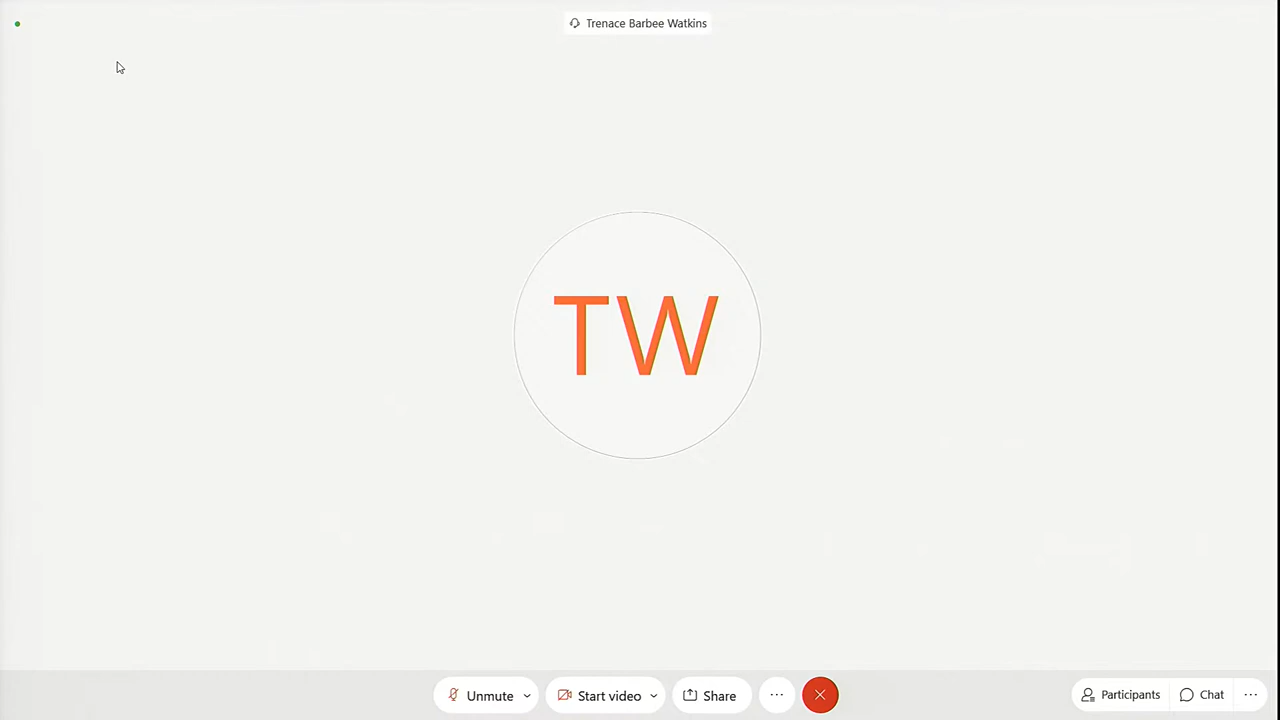 Trenace Barbee Watkins
TW
Unmute
Start video
Share
Participants
Chat